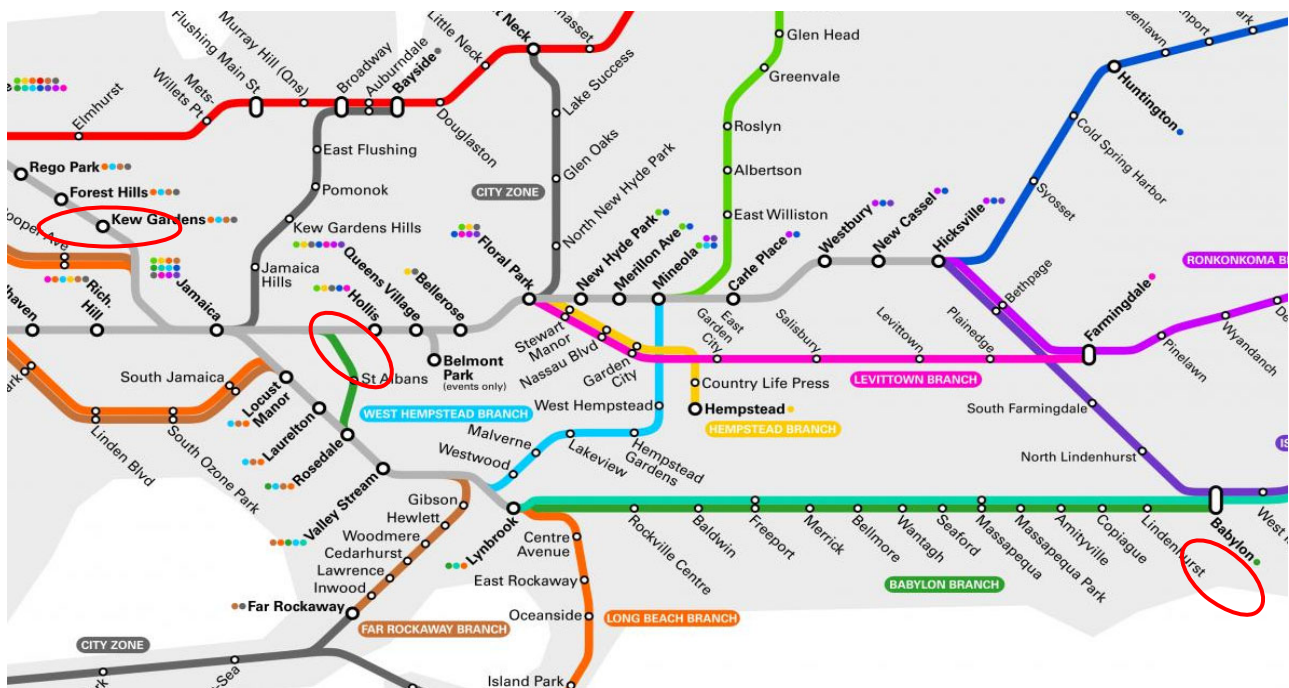 Flushing Main St
Murray Hill (Qns)
Broadway
Auburndale
Bayside
Little Neck
Neck
Glen Head
Greenvale
Roslyn
Albertson
East Williston
Port
Park
Huntington
Cold Spring Harbor
Syosset
Elmhurst
Mets-
Willets Pt
Douglaston
Lake Success
Glen Oaks
North New Hyde Park
CITY ZONE
East Flushing
Pomonok
Kew Gardens Hills
Jamaica
Hills
Rego Park
Forest Hills
Kew Gardens
Cooper Ave
Rich.
Hill
Jamaica
Hollis
Queens Village
Bellerose
Belmont
Park
(events only)
Floral Park
New Hyde Park
Merillon Ave
Mineola
Carle Place
Westbury
New Cassel
Hicksville
Bethpage
Farmingdale
RONKONKOMA
Pinelawn
Wyandanch
Stewart
Manor
Nassau Blvd
Garden
City
East
Garden
City
Salisbury
Levittown
Plainedge
LEVITTOWN BRANCH
Country Life Press
Hempstead
HEMPSTEAD BRANCH
St Albans
WEST HEMPSTEAD BRANCH
West Hempstead
Hempstead
Gardens
Lakeview
Malverne
Westwood
South Farmingdale
North Lindenhurst
South Jamaica
Linden Blvd
South Ozone Park
Locust
Manor
Laurelton
Rosedale
Valley Stream
Lynbrook
Gibson
Hewlett
Woodmere
Cedarhurst
Lawrence
Inwood
Far Rockaway
FAR ROCKAWAY BRANCH
CITY ZONE
Centre
Avenue
East Rockaway
Oceanside
Island Park
LONG BEACH BRANCH
Rockville Centre
Baldwin
Freeport
Merrick
Bellmore
Wantagh
Seaford
Massapequa
Massapequa Park
Amityville
Copiague
Lindenhurst
Babylon
West
BABYLON BRANCH